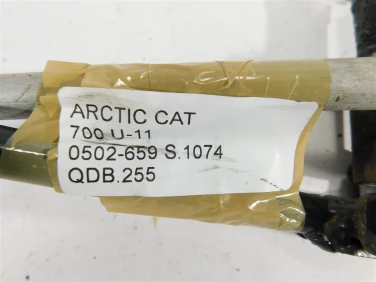 ARCTIC CAT
700 U-11
0502-659 S.1074
QDB.255